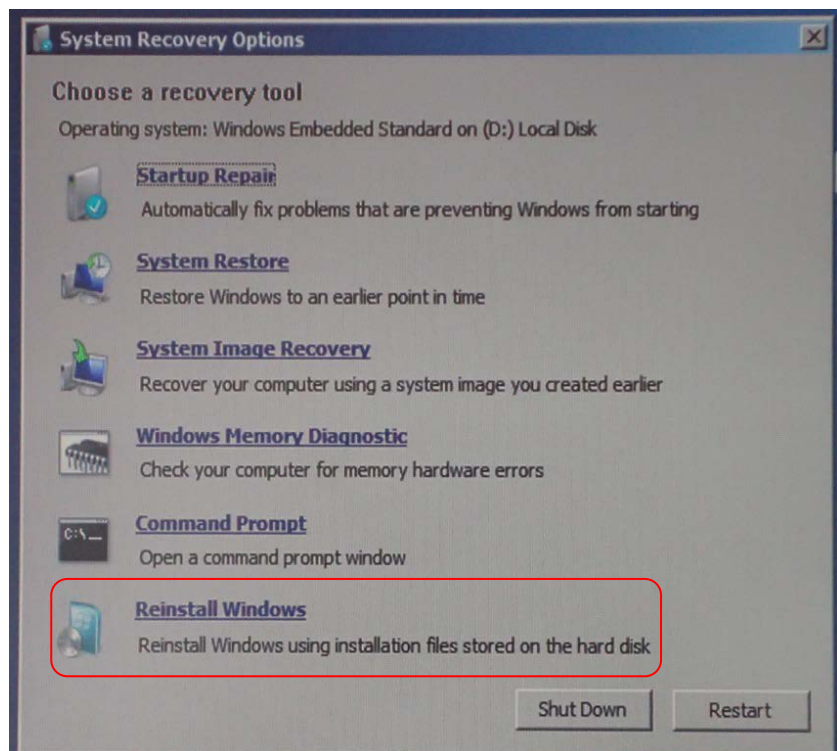 System Recovery Options
Choose a recovery tool
Operating system: Windows Embedded Standard on (D:) Local Disk
Startup Repair
Automatically fix problems that are preventing Windows from starting
System Restore
Restore Windows to an earlier point in time
System Image Recovery
Recover your computer using a system image you created earlier
Windows Memory Diagnostic
Check your computer for memory hardware errors
C:\_
Command Prompt
Open a command prompt window
Reinstall Windows
Reinstall Windows using installation files stored on the hard disk
Shut Down Restart